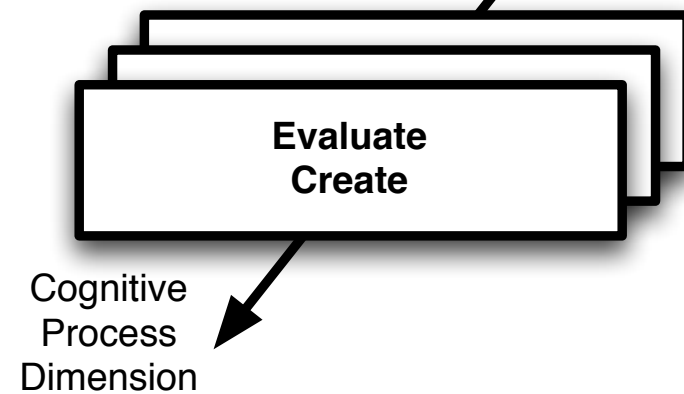 Evaluate
Create
Cognitive
Process
Dimension